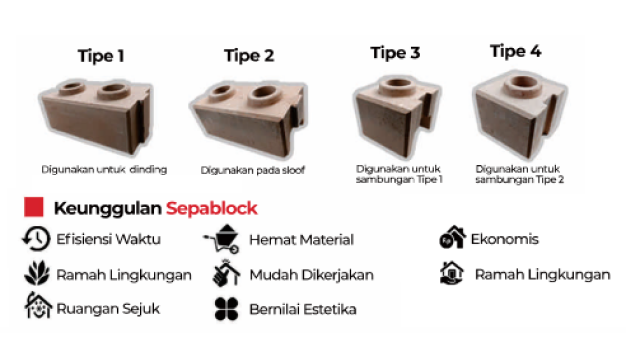 Tipe 1
Tipe 2
Tipe 3
Tipe 4
Digunakan untuk dinding
Digunakan pada sloof
Digunakan untuk
sambungan Tipe 1
Digunakan untuk
sambungan Tipe 2
Keunggulan Sepablock
Efisiensi Waktu
Hemat Material
Ekonomis
Ramah Lingkungan
Mudah Dikerjakan
Ramah Lingkungan
Ruangan Sejuk
Bernilai Estetika